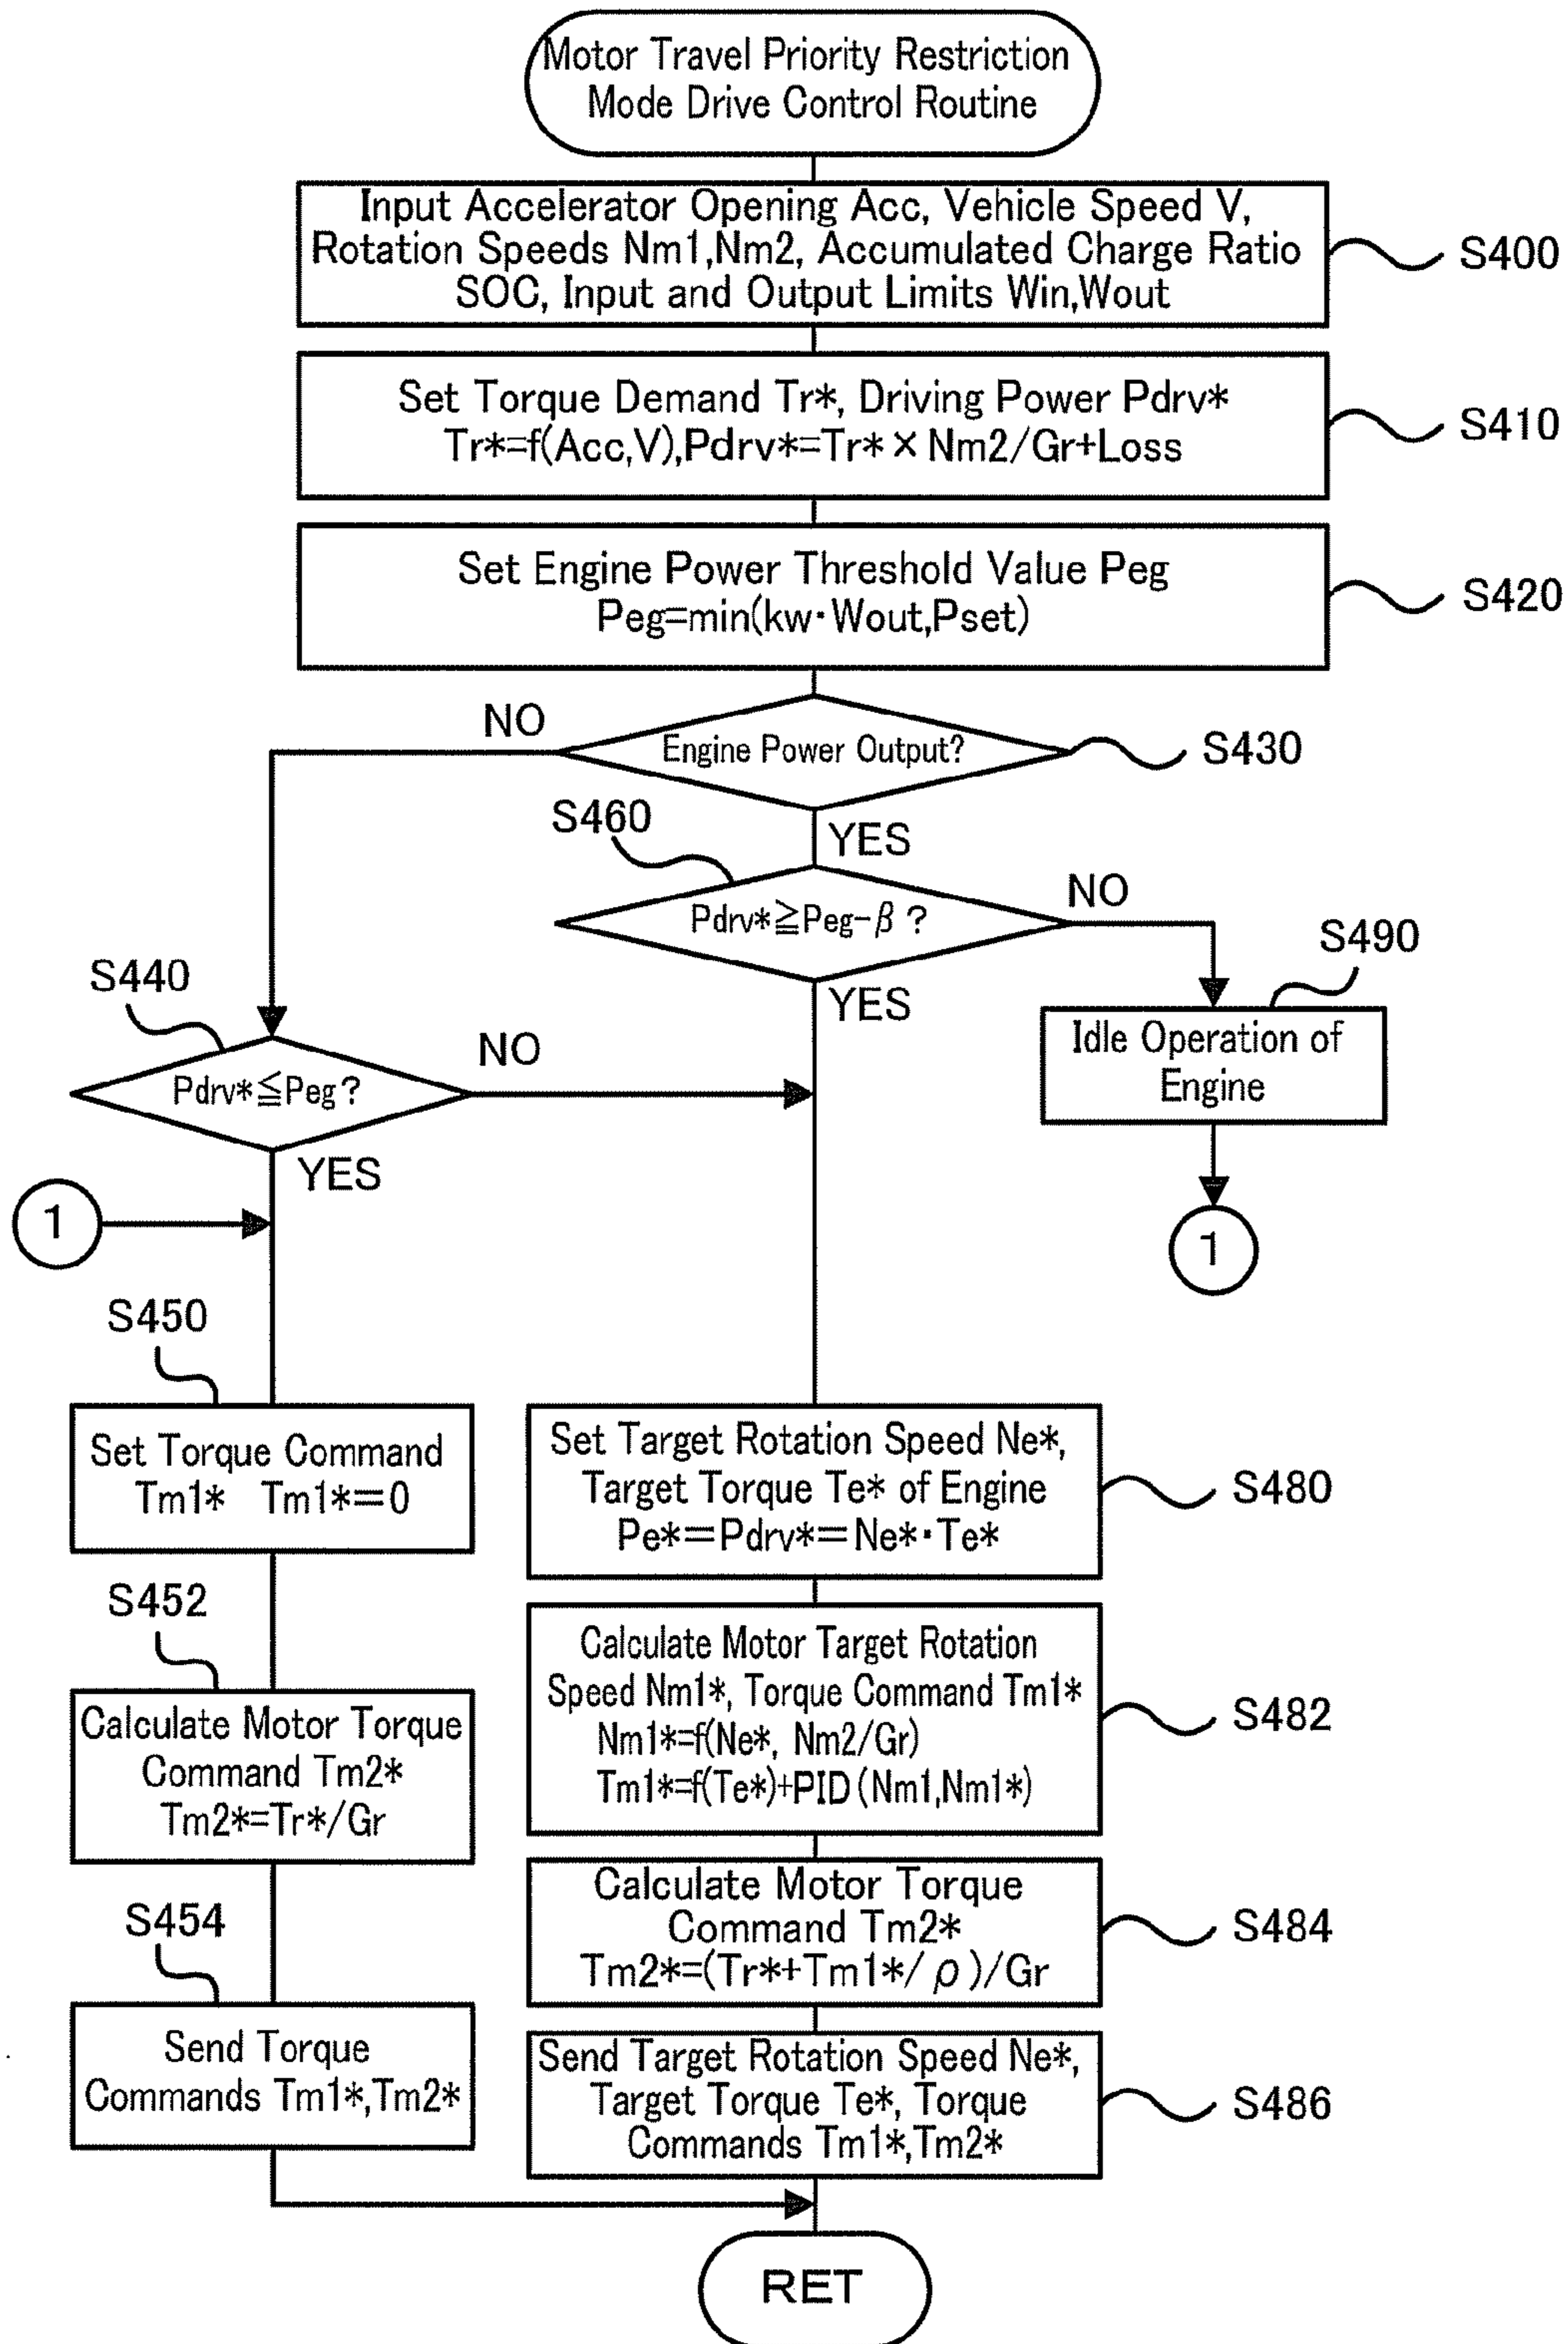 Motor Travel Priority Restriction
Mode Drive Control Routine
Input Accelerator Opening Acc, Vehicle Speed V,
Rotation Speeds Nm1,Nm2, Accumulated Charge Ratio
SOC, Input and Output Limits Win,Wout
S400
Set Torque Demand Tr*, Driving Power Pdrv*
Tr*=f(Acc,V),Pdrv*=Tr*×Nm2/Gr+Loss
S410
Set Engine Power Threshold Value Peg
Peg=min(kw·Wout,Pset)
S420
NO
Engine Power Output?
S430
YES
S460
Pdrv*≧Peg-β?
NO
YES
S490
Idle Operation of
Engine
1
S440
Pdrv*≦Peg?
NO
YES
1
S450
Set Torque Command
Tm1* Tm1*=0
S452
Calculate Motor Torque
Command Tm2*
Tm2*=Tr*/Gr
S454
Send Torque
Commands Tm1*,Tm2*
Set Target Rotation Speed Ne*,
Target Torque Te* of Engine
Pe*=Pdrv*=Ne*·Te*
S480
Calculate Motor Target Rotation
Speed Nm1*, Torque Command Tm1*
Nm1*=f(Ne*, Nm2/Gr)
Tm1*=f(Te*)+PID(Nm1,Nm1*)
S482
Calculate Motor Torque
Command Tm2*
Tm2*=(Tr*+Tm1*/ρ)/Gr
S484
Send Target Rotation Speed Ne*,
Target Torque Te*, Torque
Commands Tm1*,Tm2*
S486
RET